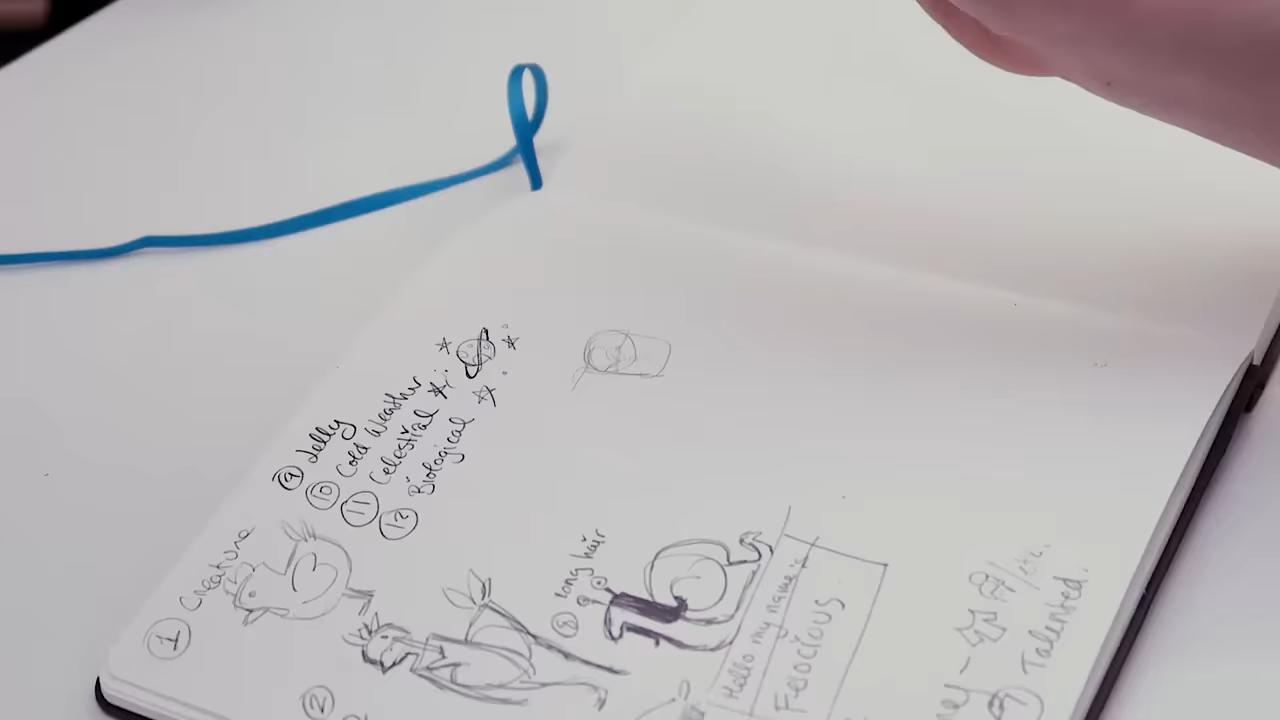 ⑨ Jelly
⑩ Cold Weather
⑪ Celestial
⑫ Biological
① Creature
②
⑧ long hair
Hello my name is
Ferocious
/etc.
Talented.